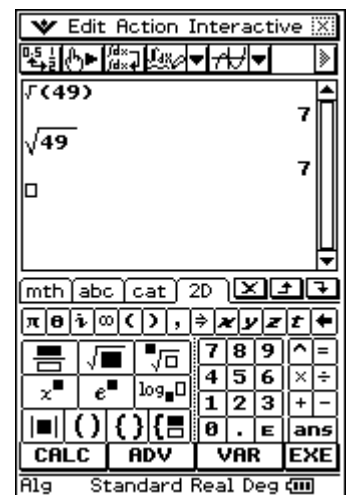 Edit Action Interactive
√(49)
7
√49
7
mth abc cat 2D
π θ i ∞ ( ) , ⇒ x y z t ←
√■ ■√□ 7 8 9 ^ =
x■ e■ log■□ 4 5 6 × ÷
1 2 3 + −
|■| () {} {■ 0 . E ans
CALC ADV VAR EXE
Alg Standard Real Deg